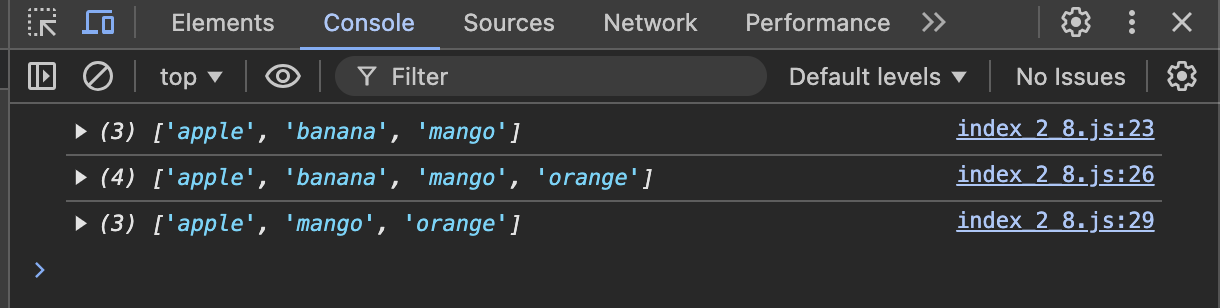 Elements Console Sources Network Performance
top Filter Default levels No Issues
(3) ['apple', 'banana', 'mango'] index_2_8.js:23
(4) ['apple', 'banana', 'mango', 'orange'] index_2_8.js:26
(3) ['apple', 'mango', 'orange'] index_2_8.js:29